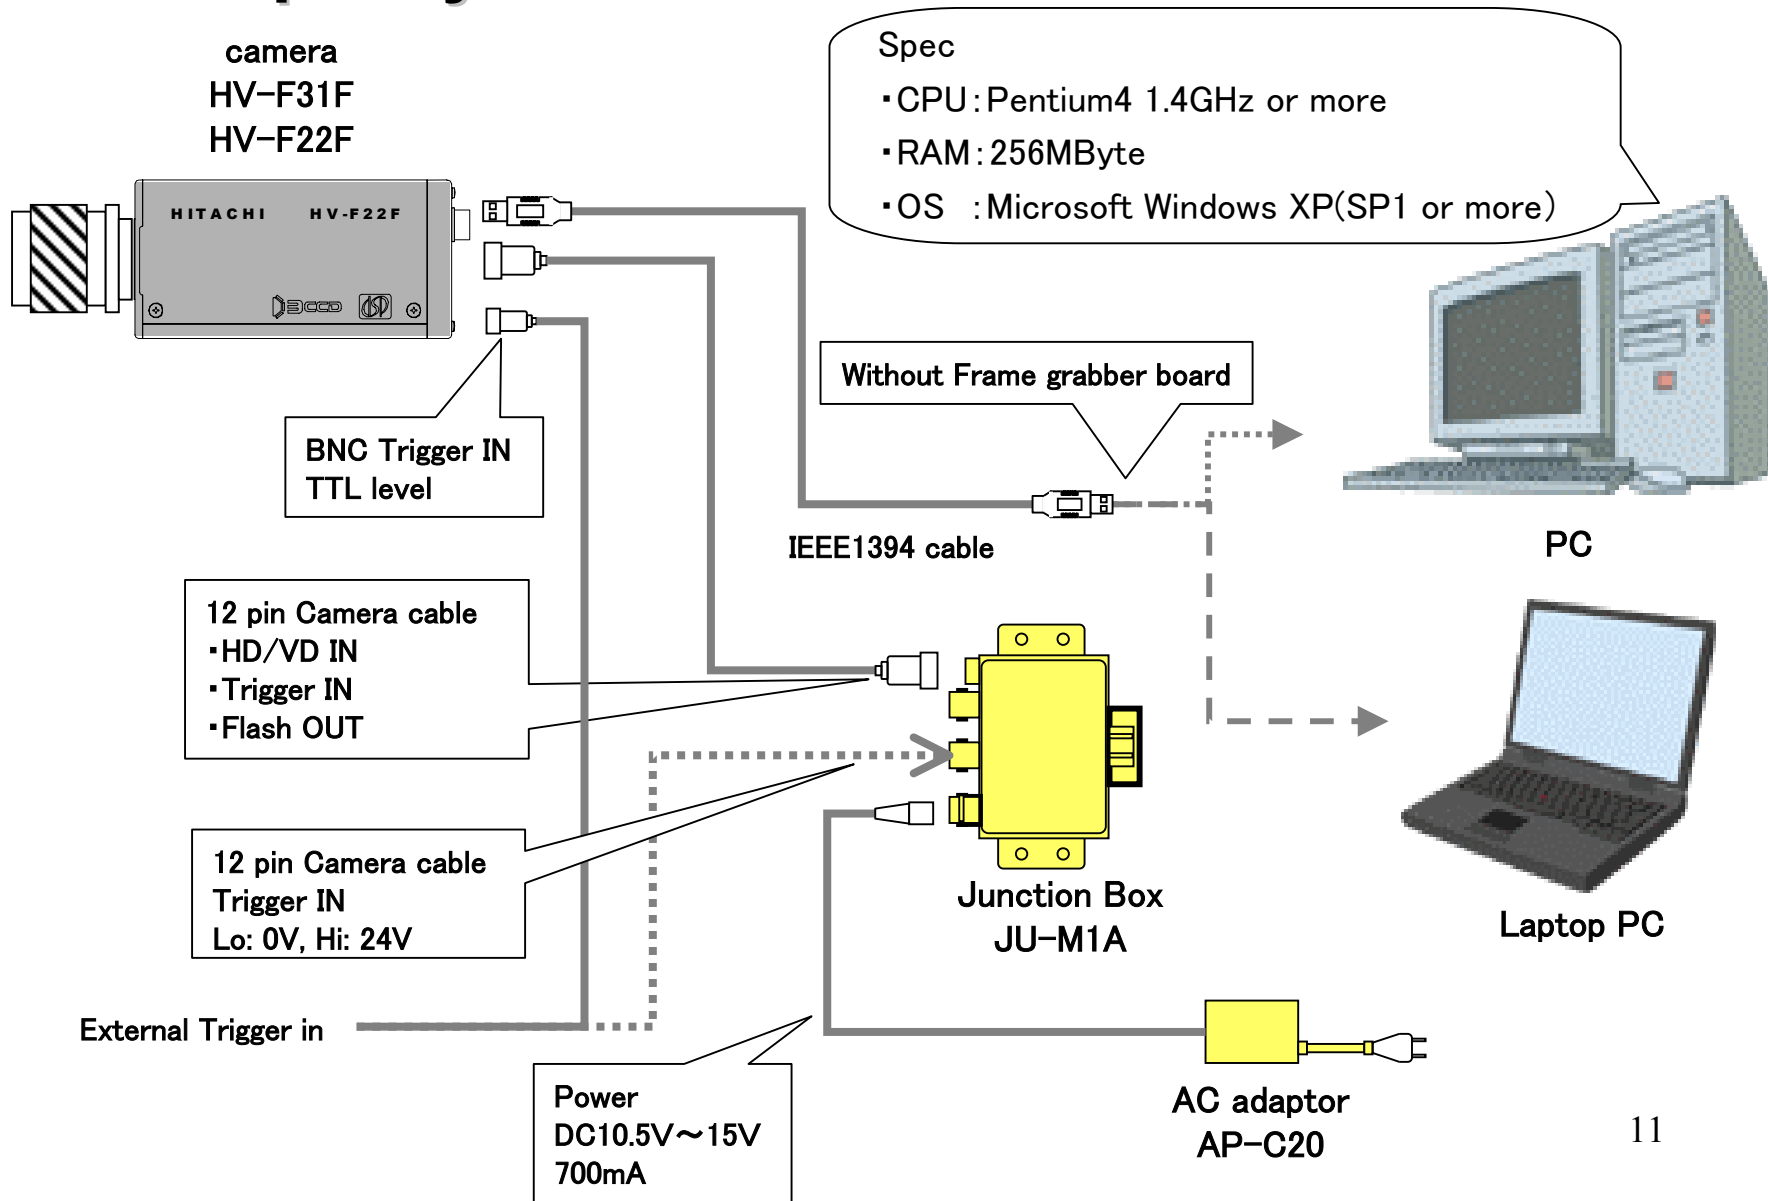 camera
HV-F31F
HV-F22F
HITACHI HV-F22F
3CCD
dSP
Spec
・CPU:Pentium4 1.4GHz or more
・RAM:256MByte
・OS :Microsoft Windows XP(SP1 or more)
Without Frame grabber board
BNC Trigger IN
TTL level
IEEE1394 cable
PC
12 pin Camera cable
・HD/VD IN
・Trigger IN
・Flash OUT
12 pin Camera cable
Trigger IN
Lo: 0V, Hi: 24V
Junction Box
JU-M1A
Laptop PC
External Trigger in
Power
DC10.5V～15V
700mA
AC adaptor
AP-C20
11